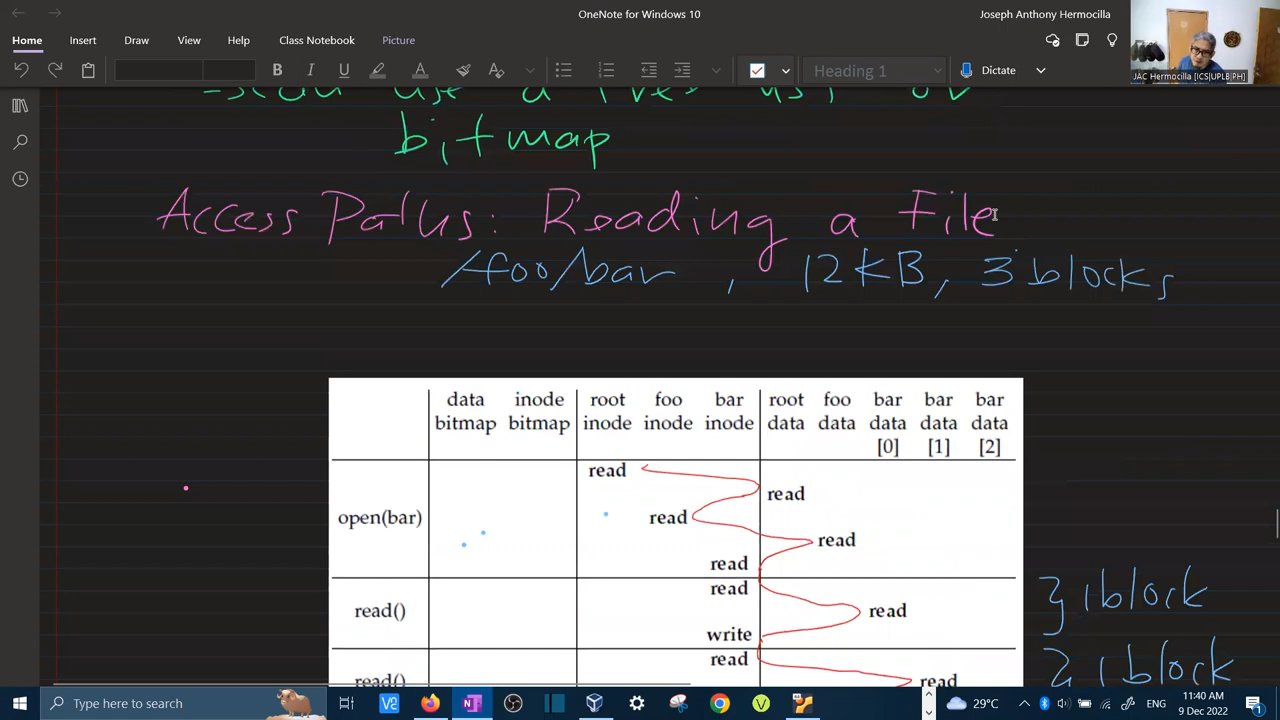 OneNote for Windows 10
Joseph Anthony Hermocilla
Home Insert Draw View Help Class Notebook Picture
B I U A Heading 1 Dictate
JAC Hermocilla [ICS|UPLB|PH]
use a
bitmap
Access Paths: Reading a File
/foo/bar , 12KB, 3 blocks
data inode root foo bar root foo bar bar bar
bitmap bitmap inode inode inode data data data data data
[0] [1] [2]
read
read
open(bar) read
read
read
read
read() read
write
read
read() read
1 block
1 block
Type here to search
29°C
11:40 AM
9 Dec 2022